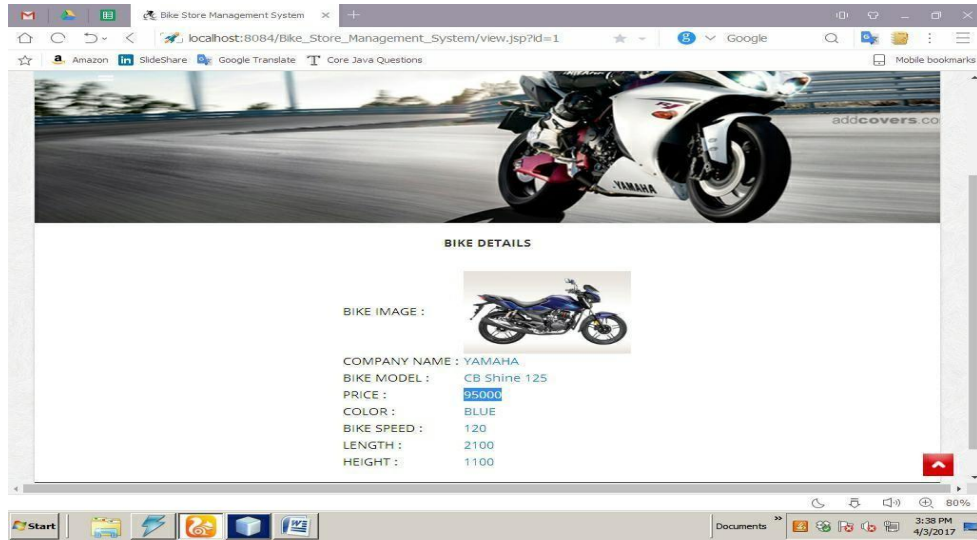 Bike Store Management System
localhost:8084/Bike_Store_Management_System/view.jsp?id=1
Google
Amazon
SlideShare
Google Translate
Core Java Questions
Mobile bookmarks
addcovers.co
YAMAHA
BIKE DETAILS
BIKE IMAGE :
COMPANY NAME : YAMAHA
BIKE MODEL : CB Shine 125
PRICE : 95000
COLOR : BLUE
BIKE SPEED : 120
LENGTH : 2100
HEIGHT : 1100
80%
Start
Documents
3:38 PM
4/3/2017